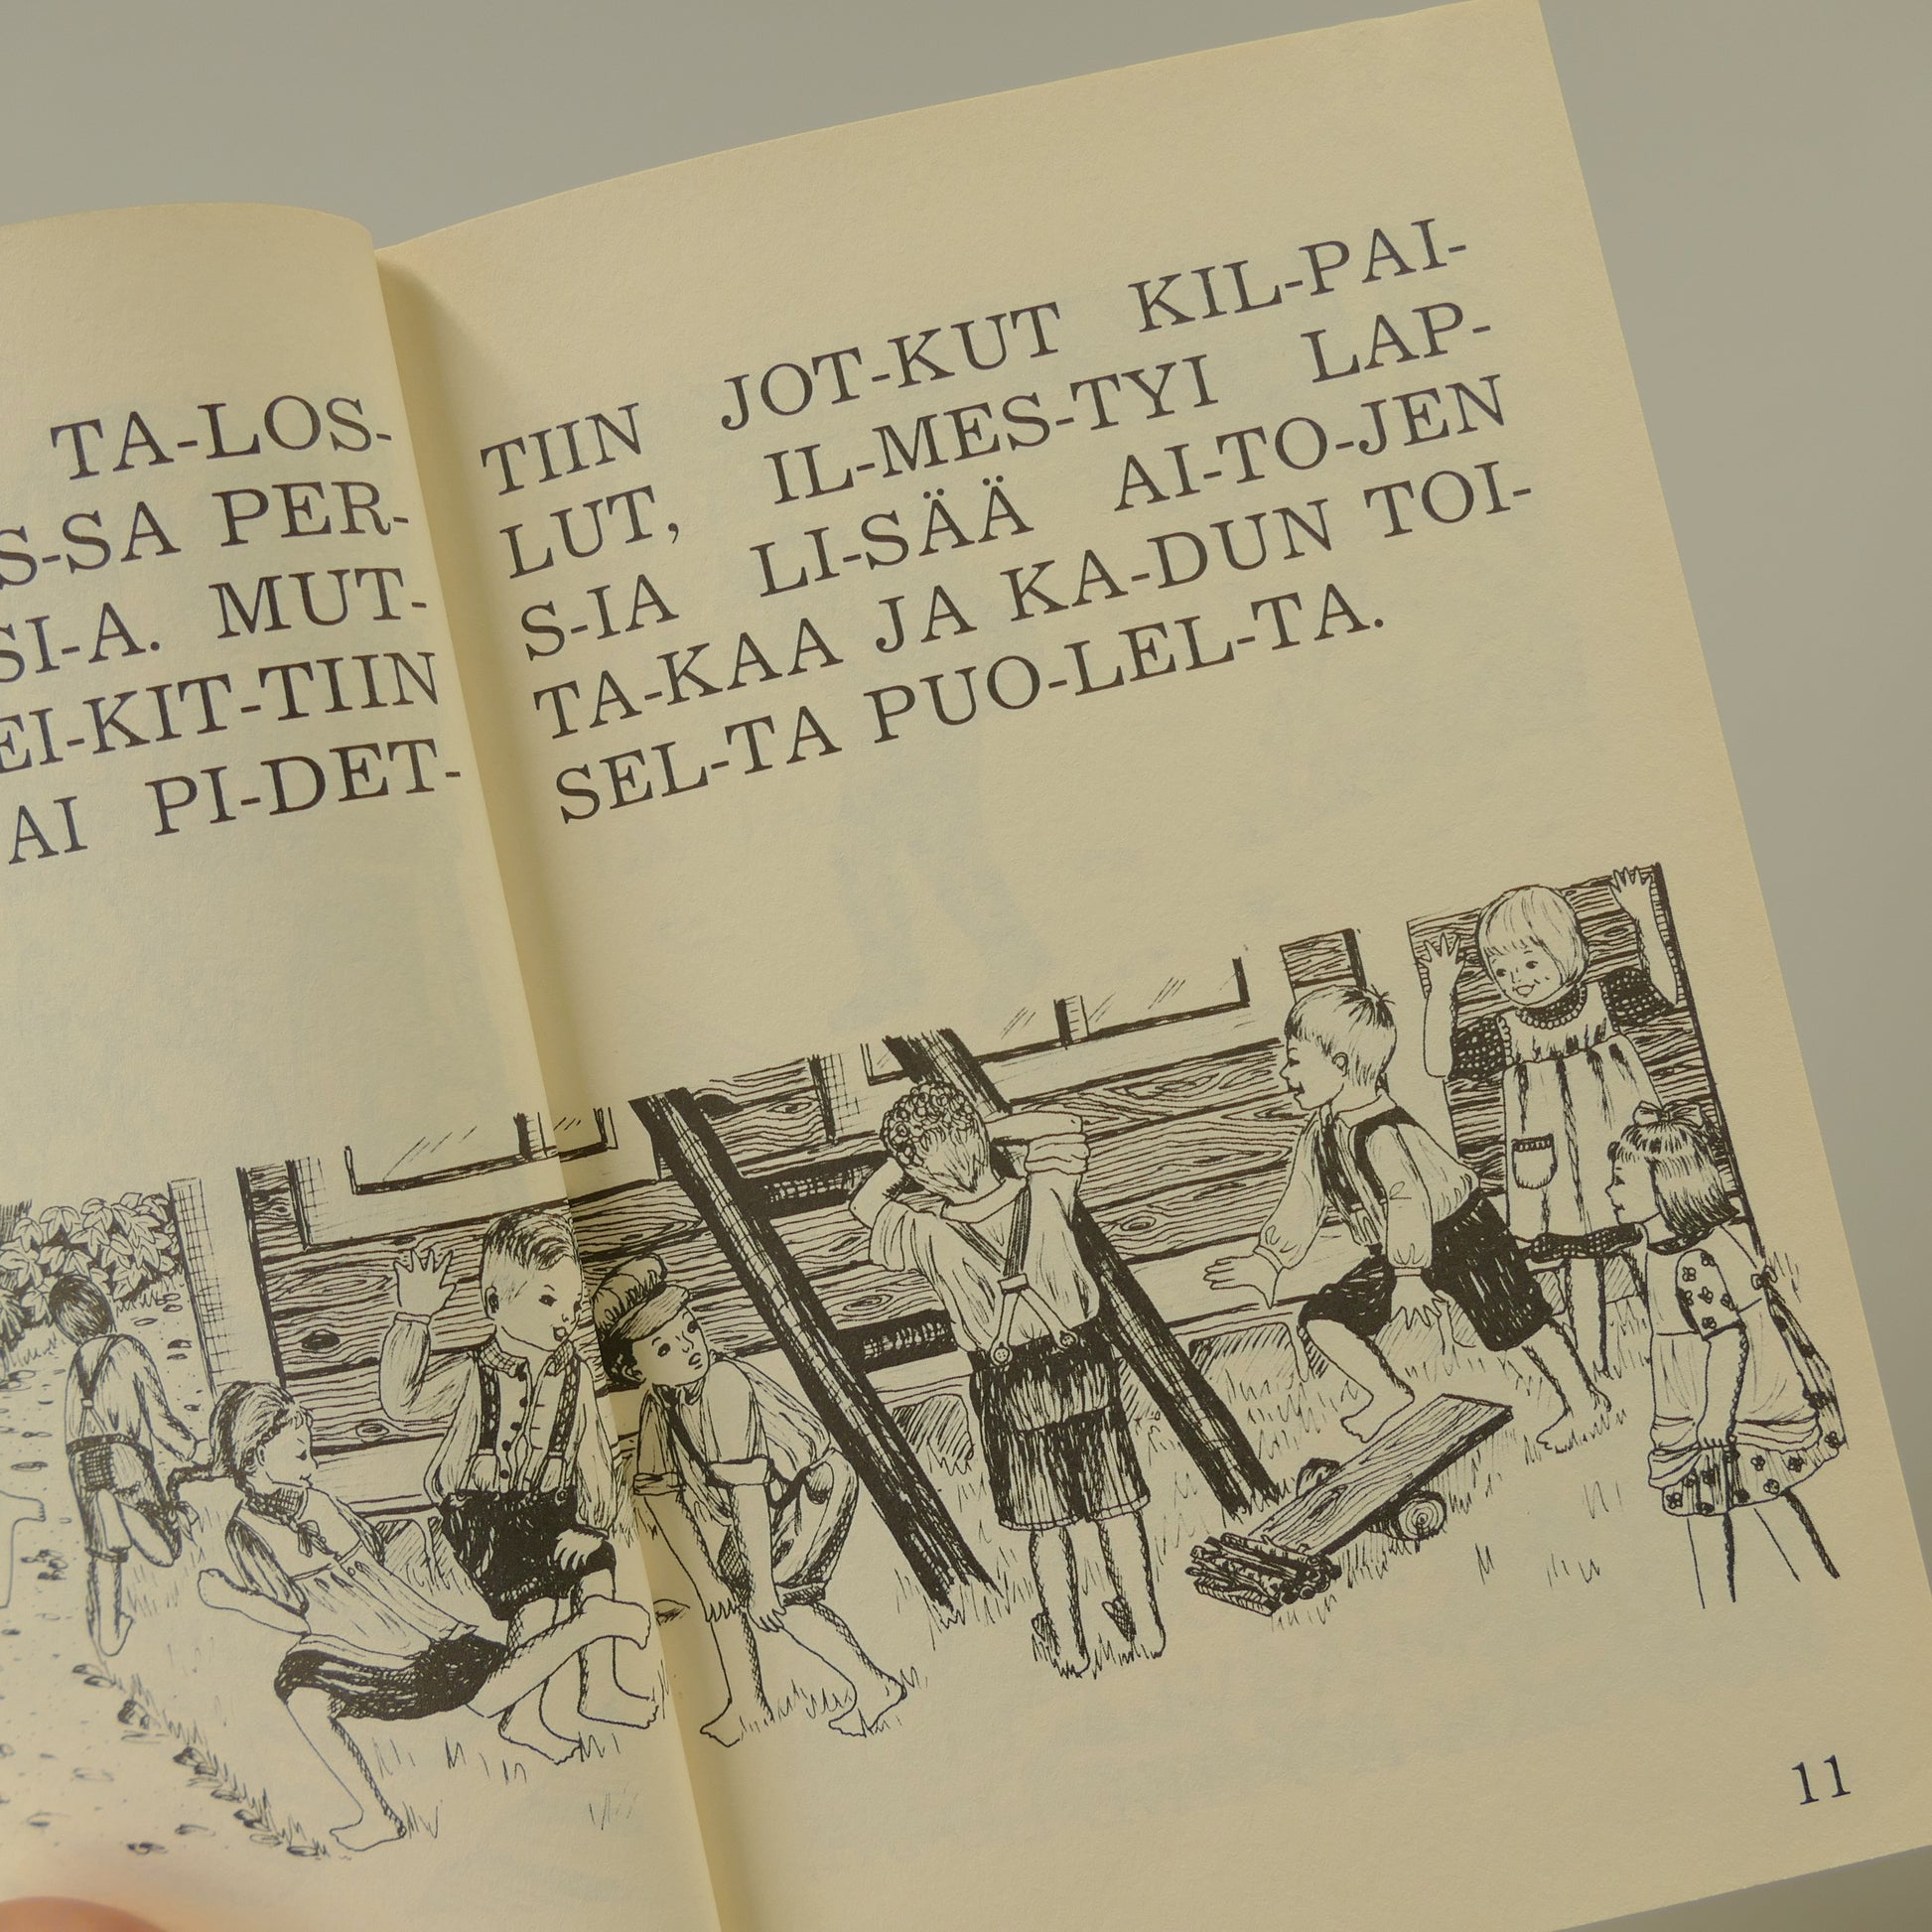 TA-LOS-
S-SA PER-
SI-A. MUT-
EI-KIT-TIIN
AI PI-DET-
TIIN JOT-KUT KIL-PAI-
LUT, IL-MES-TYI LAP-
S-IA LI-SÄÄ AI-TO-JEN
TA-KAA JA KA-DUN TOI-
SEL-TA PUO-LEL-TA.
11